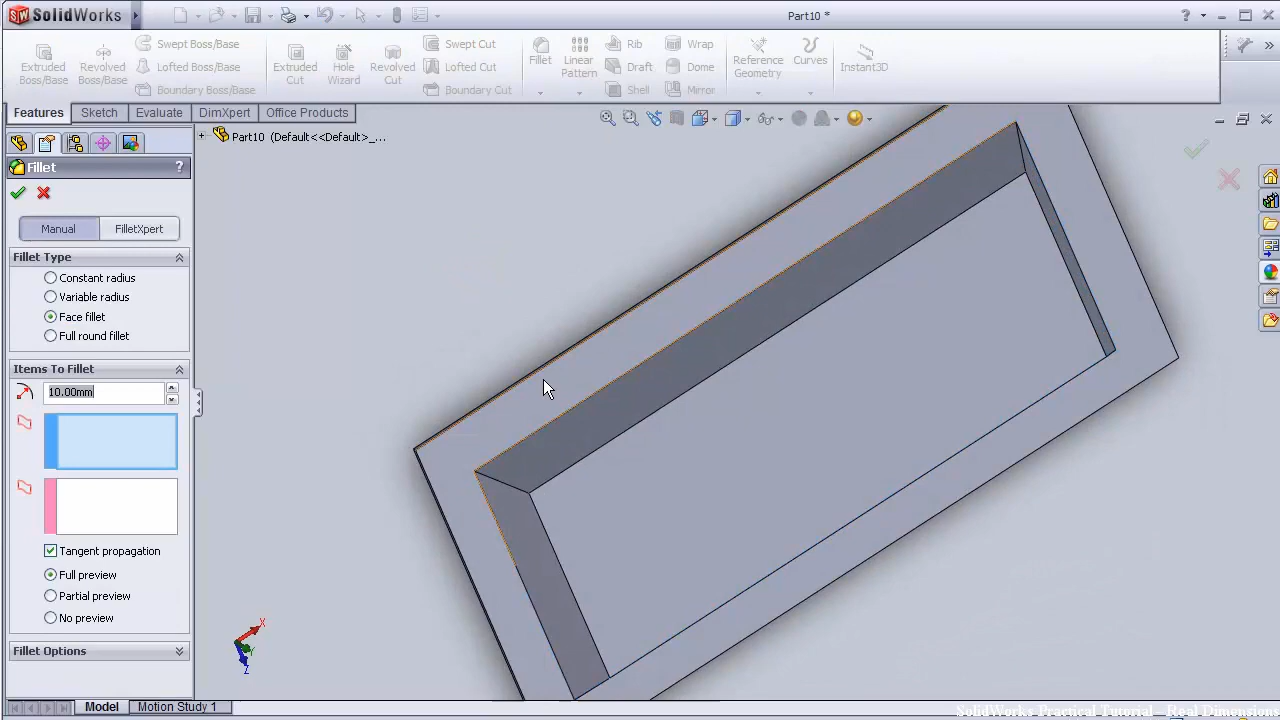 SolidWorks
Part10 *
?
Extruded Boss/Base
Revolved Boss/Base
Swept Boss/Base
Lofted Boss/Base
Boundary Boss/Base
Extruded Cut
Hole Wizard
Revolved Cut
Swept Cut
Lofted Cut
Boundary Cut
Fillet
Linear Pattern
Rib
Draft
Shell
Wrap
Dome
Mirror
Reference Geometry
Curves
Instant3D
Features
Sketch
Evaluate
DimXpert
Office Products
Part10 (Default<<Default>_...
Fillet
?
Manual
FilletXpert
Fillet Type
Constant radius
Variable radius
Face fillet
Full round fillet
Items To Fillet
10.00mm
Tangent propagation
Full preview
Partial preview
No preview
Fillet Options
X
Y
Z
Model
Motion Study 1
SolidWorks Practical Tutorial - Real Dimensions